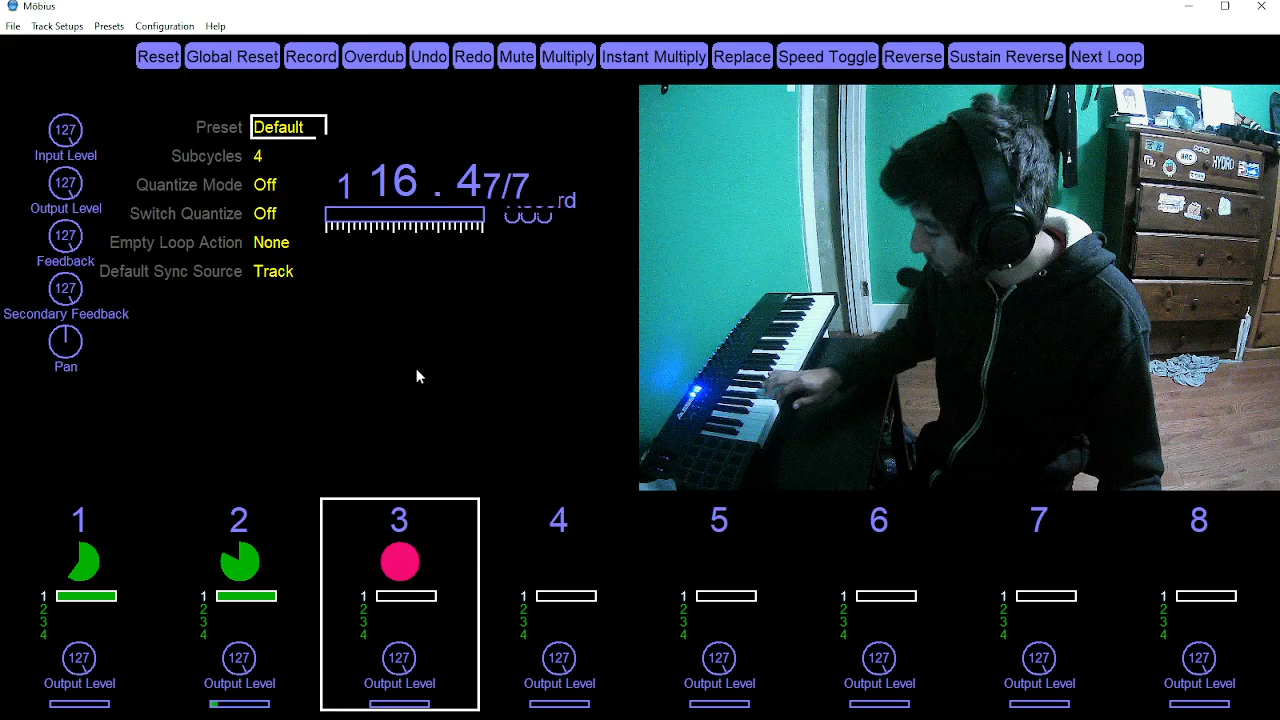 Möbius
File Track Setups Presets Configuration Help
Reset Global Reset Record Overdub Undo Redo Mute Multiply Instant Multiply Replace Speed Toggle Reverse Sustain Reverse Next Loop
127
Input Level
127
Output Level
127
Feedback
127
Secondary Feedback
Pan
Preset Default
Subcycles 4
Quantize Mode Off
Switch Quantize Off
Empty Loop Action None
Default Sync Source Track
1 16 . 47/7
ARC
HYDRO
1 2 3 4 5 6 7 8
1 1 1 1 1 1 1 1
2 2 2 2 2 2 2 2
3 3 3 3 3 3 3 3
4 4 4 4 4 4 4 4
127 127 127 127 127 127 127 127
Output Level Output Level Output Level Output Level Output Level Output Level Output Level Output Level